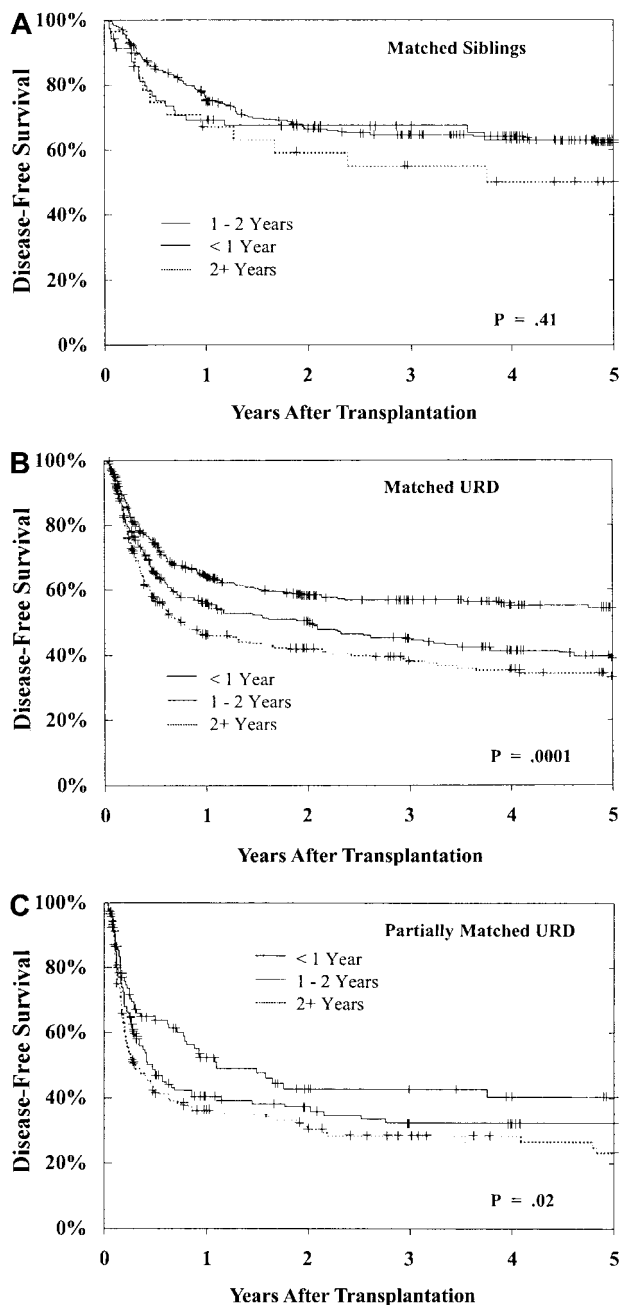 A
100%
Matched Siblings
80%
60%
40%
20%
0%
Disease-Free Survival
1 - 2 Years
< 1 Year
2+ Years
P = .41
1 2 3 4 5
Years After Transplantation
B
100%
Matched URD
80%
60%
40%
20%
0%
Disease-Free Survival
< 1 Year
1 - 2 Years
2+ Years
P = .0001
0 1 2 3 4 5
Years After Transplantation
C
100%
Partially Matched URD
80%
60%
40%
20%
0%
Disease-Free Survival
< 1 Year
1 - 2 Years
2+ Years
P = .02
0 1 2 3 4 5
Years After Transplantation